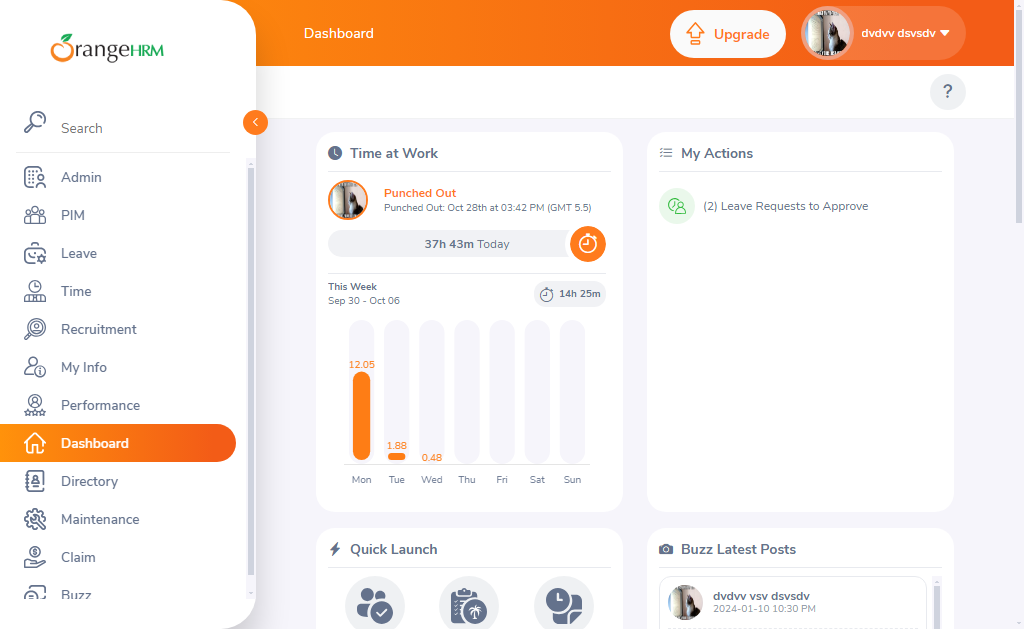 OrangeHRM
Dashboard
Upgrade
dvdvv dsvsdv
?
Search
Admin
PIM
Leave
Time
Recruitment
My Info
Performance
Dashboard
Directory
Maintenance
Claim
Buzz
Time at Work
Punched Out
Punched Out: Oct 28th at 03:42 PM (GMT 5.5)
37h 43m Today
This Week
Sep 30 - Oct 06
14h 25m
12.05
1.88
0.48
Mon Tue Wed Thu Fri Sat Sun
My Actions
(2) Leave Requests to Approve
Quick Launch
Buzz Latest Posts
dvdvv vsv dsvsdv
2024-01-10 10:30 PM